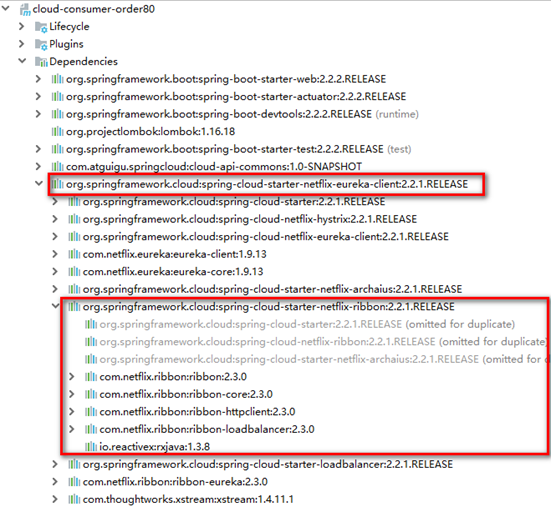 cloud-consumer-order80
Lifecycle
Plugins
Dependencies
org.springframework.boot:spring-boot-starter-web:2.2.2.RELEASE
org.springframework.boot:spring-boot-starter-actuator:2.2.2.RELEASE
org.springframework.boot:spring-boot-devtools:2.2.2.RELEASE (runtime)
org.projectlombok:lombok:1.16.18
org.springframework.boot:spring-boot-starter-test:2.2.2.RELEASE (test)
com.atguigu.springcloud:cloud-api-commons:1.0-SNAPSHOT
org.springframework.cloud:spring-cloud-starter-netflix-eureka-client:2.2.1.RELEASE
org.springframework.cloud:spring-cloud-starter:2.2.1.RELEASE
org.springframework.cloud:spring-cloud-netflix-hystrix:2.2.1.RELEASE
org.springframework.cloud:spring-cloud-netflix-eureka-client:2.2.1.RELEASE
com.netflix.eureka:eureka-client:1.9.13
com.netflix.eureka:eureka-core:1.9.13
org.springframework.cloud:spring-cloud-starter-netflix-archaius:2.2.1.RELEASE
org.springframework.cloud:spring-cloud-starter-netflix-ribbon:2.2.1.RELEASE
org.springframework.cloud:spring-cloud-starter:2.2.1.RELEASE (omitted for duplicate)
org.springframework.cloud:spring-cloud-netflix-ribbon:2.2.1.RELEASE (omitted for duplicate)
org.springframework.cloud:spring-cloud-starter-netflix-archaius:2.2.1.RELEASE (omitted for d
com.netflix.ribbon:ribbon:2.3.0
com.netflix.ribbon:ribbon-core:2.3.0
com.netflix.ribbon:ribbon-httpclient:2.3.0
com.netflix.ribbon:ribbon-loadbalancer:2.3.0
io.reactivex:rxjava:1.3.8
org.springframework.cloud:spring-cloud-starter-loadbalancer:2.2.1.RELEASE
com.netflix.ribbon:ribbon-eureka:2.3.0
com.thoughtworks.xstream:xstream:1.4.11.1